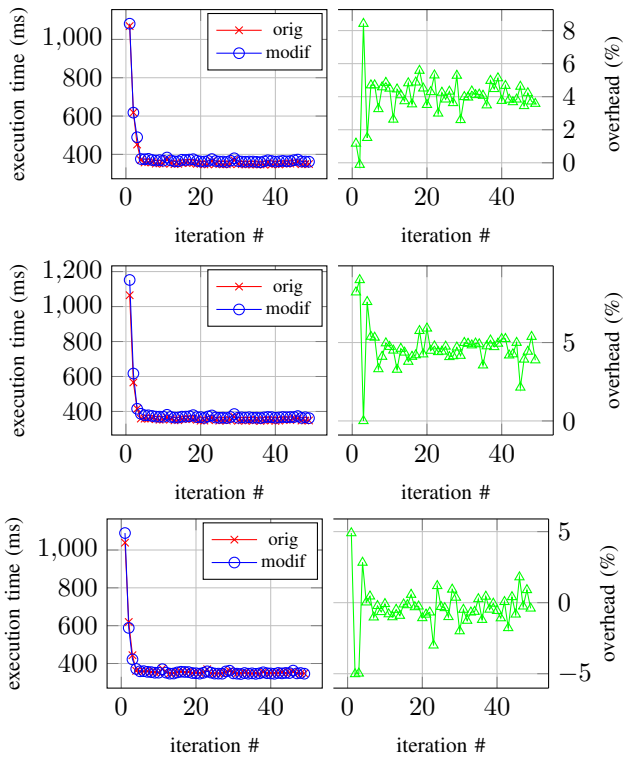 execution time (ms)
1,000
800
600
400
0
20
40
iteration #
orig
modif
8
6
4
2
0
0
20
40
iteration #
overhead (%)
execution time (ms)
1,200
1,000
800
600
400
0
20
40
iteration #
orig
modif
5
0
0
20
40
iteration #
overhead (%)
execution time (ms)
1,000
800
600
400
0
20
40
iteration #
orig
modif
5
0
−5
0
20
40
iteration #
overhead (%)